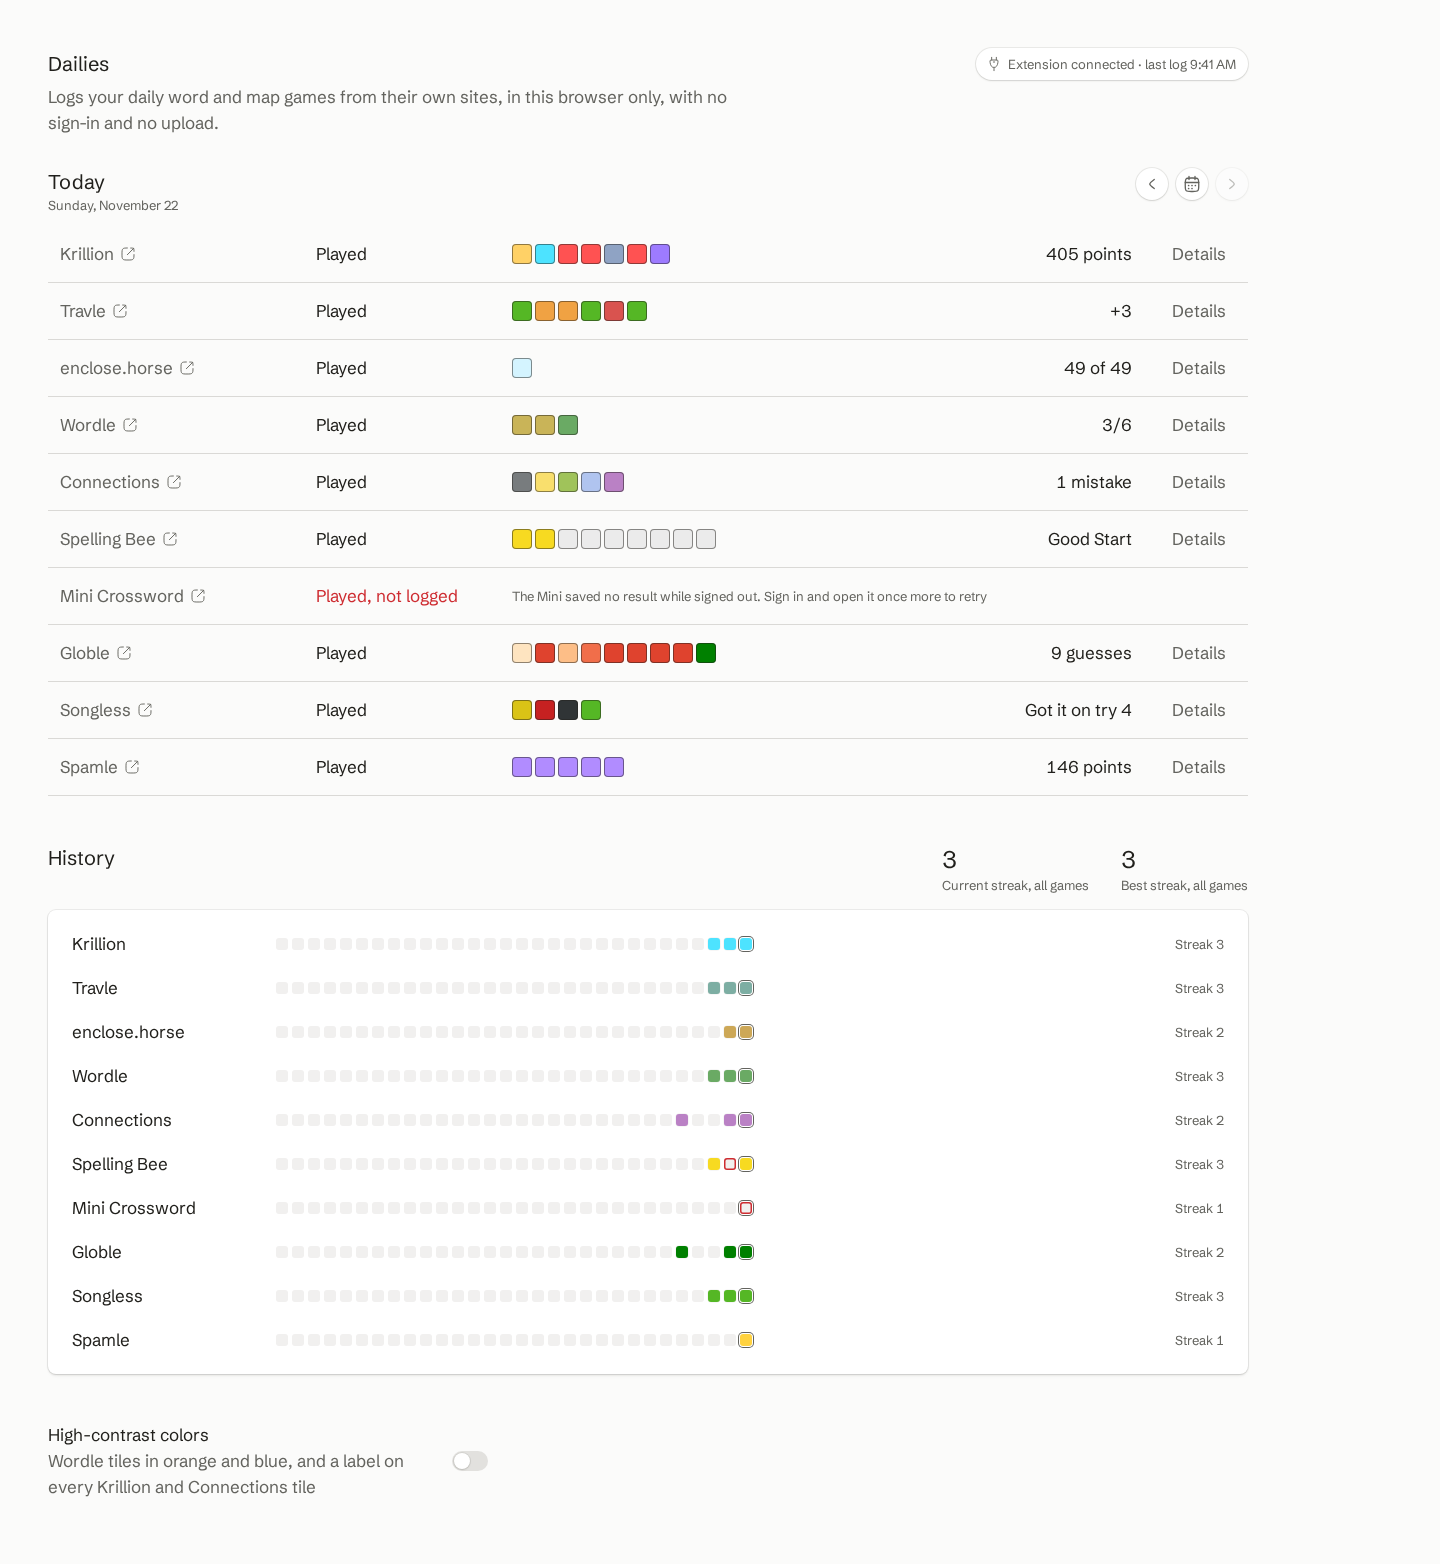 Dailies
Extension connected · last log 9:41 AM
Logs your daily word and map games from their own sites, in this browser only, with no
sign-in and no upload.
Today
Sunday, November 22
Krillion Played 405 points Details
Travle Played +3 Details
enclose.horse Played 49 of 49 Details
Wordle Played 3/6 Details
Connections Played 1 mistake Details
Spelling Bee Played Good Start Details
Mini Crossword Played, not logged The Mini saved no result while signed out. Sign in and open it once more to retry
Globle Played 9 guesses Details
Songless Played Got it on try 4 Details
Spamle Played 146 points Details
History
3 3
Current streak, all games Best streak, all games
Krillion Streak 3
Travle Streak 3
enclose.horse Streak 2
Wordle Streak 3
Connections Streak 2
Spelling Bee Streak 3
Mini Crossword Streak 1
Globle Streak 2
Songless Streak 3
Spamle Streak 1
High-contrast colors
Wordle tiles in orange and blue, and a label on
every Krillion and Connections tile